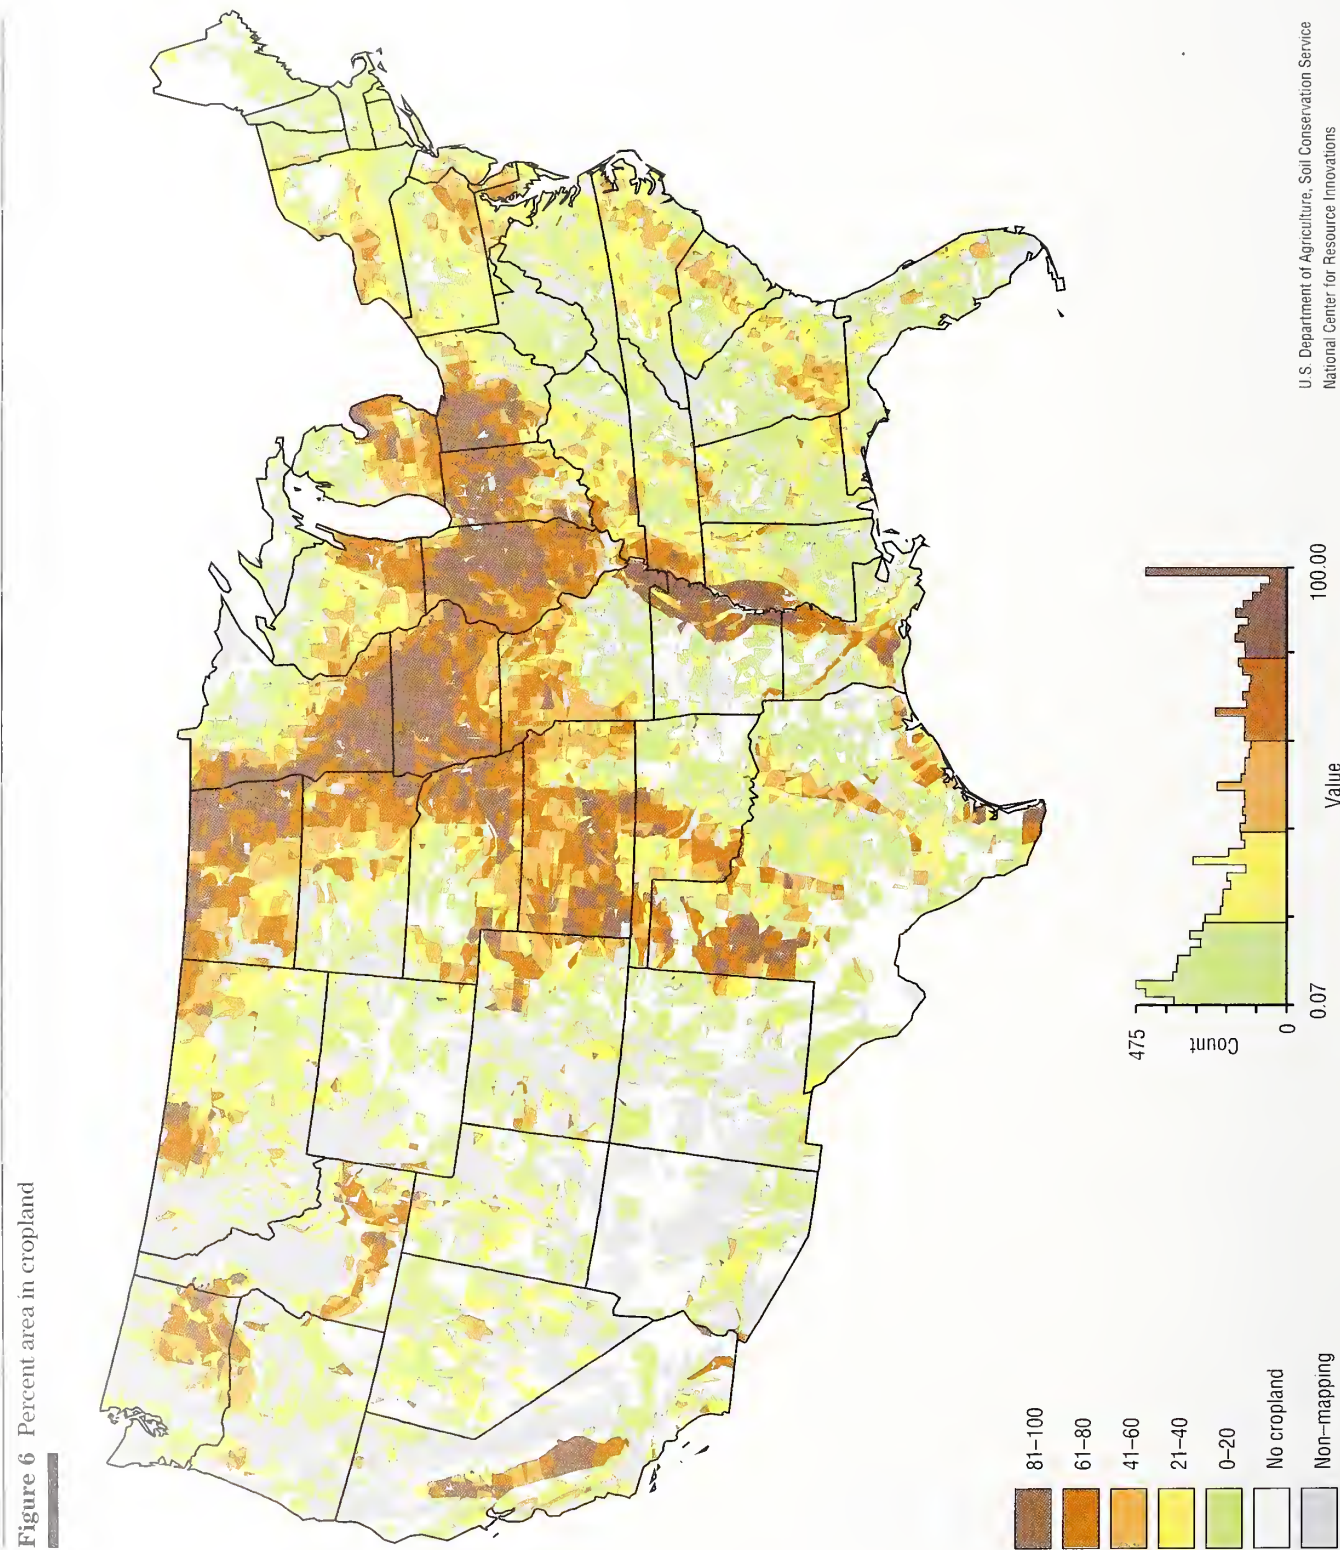 Figure 6 Percent area in cropland
81–100
61–80
41–60
21–40
0–20
No cropland
Non–mapping
475
Count
0
0.07
Value
100.00
U.S. Department of Agriculture, Soil Conservation Service
National Center for Resource Innovations